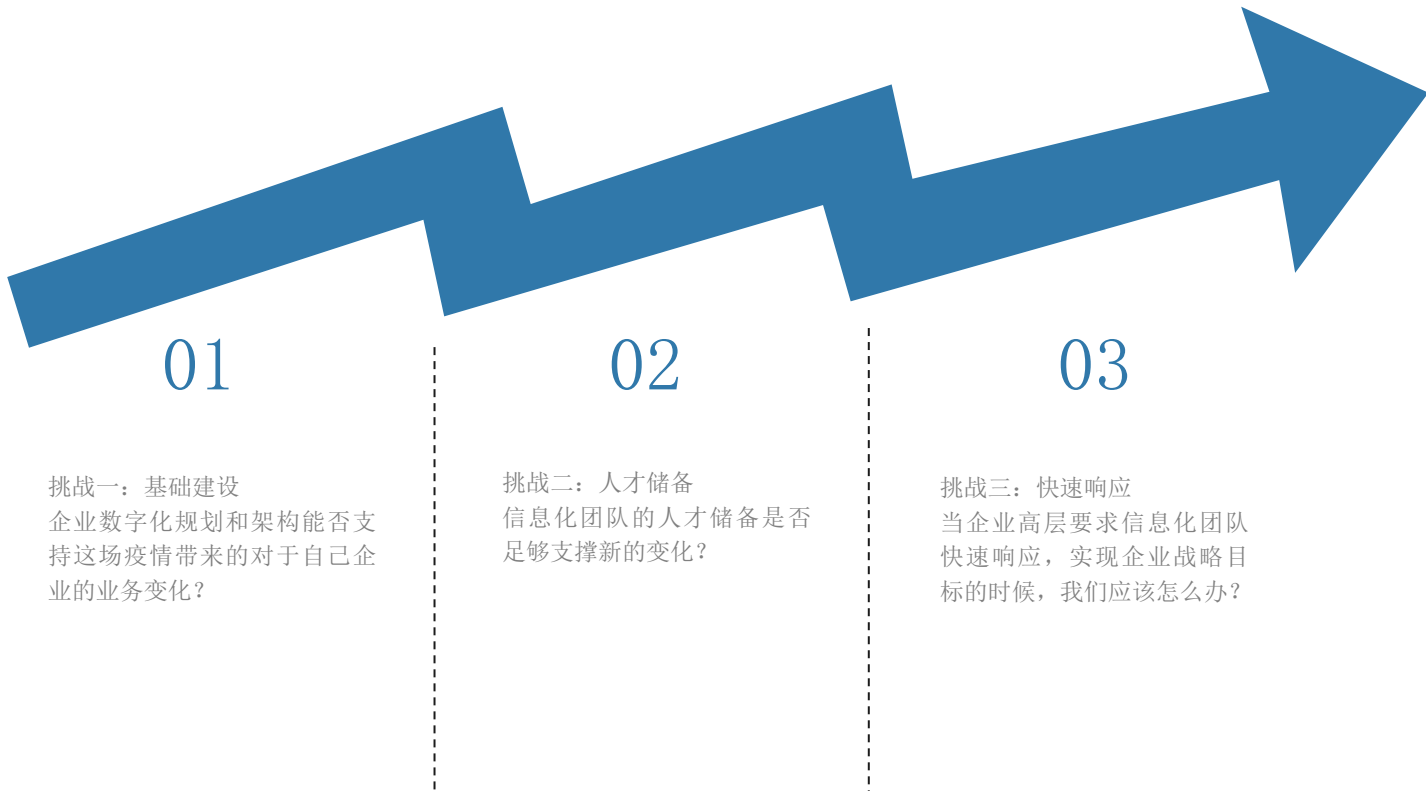 01
挑战一：基础建设
企业数字化规划和架构能否支
持这场疫情带来的对于自己企
业的业务变化？
02
挑战二：人才储备
信息化团队的人才储备是否
足够支撑新的变化？
03
挑战三：快速响应
当企业高层要求信息化团队
快速响应，实现企业战略目
标的时候，我们应该怎么办？